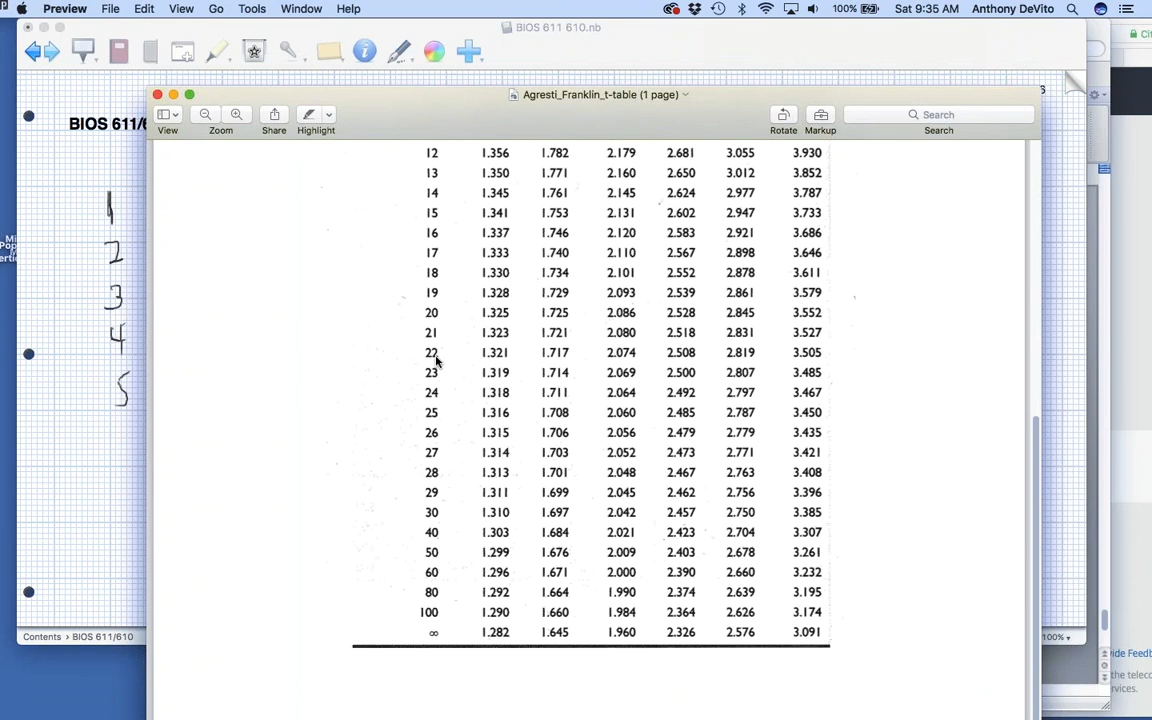 Preview File Edit View Go Tools Window Help 100% Sat 9:35 AM Anthony DeVito
BIOS 611 610.nb
Agresti_Franklin_t-table (1 page)
View Zoom Share Highlight Rotate Markup Search
Search
BIOS 611/6
1
2
3
4
5
12 1.356 1.782 2.179 2.681 3.055 3.930
13 1.350 1.771 2.160 2.650 3.012 3.852
14 1.345 1.761 2.145 2.624 2.977 3.787
15 1.341 1.753 2.131 2.602 2.947 3.733
16 1.337 1.746 2.120 2.583 2.921 3.686
17 1.333 1.740 2.110 2.567 2.898 3.646
18 1.330 1.734 2.101 2.552 2.878 3.611
19 1.328 1.729 2.093 2.539 2.861 3.579
20 1.325 1.725 2.086 2.528 2.845 3.552
21 1.323 1.721 2.080 2.518 2.831 3.527
22 1.321 1.717 2.074 2.508 2.819 3.505
23 1.319 1.714 2.069 2.500 2.807 3.485
24 1.318 1.711 2.064 2.492 2.797 3.467
25 1.316 1.708 2.060 2.485 2.787 3.450
26 1.315 1.706 2.056 2.479 2.779 3.435
27 1.314 1.703 2.052 2.473 2.771 3.421
28 1.313 1.701 2.048 2.467 2.763 3.408
29 1.311 1.699 2.045 2.462 2.756 3.396
30 1.310 1.697 2.042 2.457 2.750 3.385
40 1.303 1.684 2.021 2.423 2.704 3.307
50 1.299 1.676 2.009 2.403 2.678 3.261
60 1.296 1.671 2.000 2.390 2.660 3.232
80 1.292 1.664 1.990 2.374 2.639 3.195
100 1.290 1.660 1.984 2.364 2.626 3.174
∞ 1.282 1.645 1.960 2.326 2.576 3.091
Contents > BIOS 611/610
100%